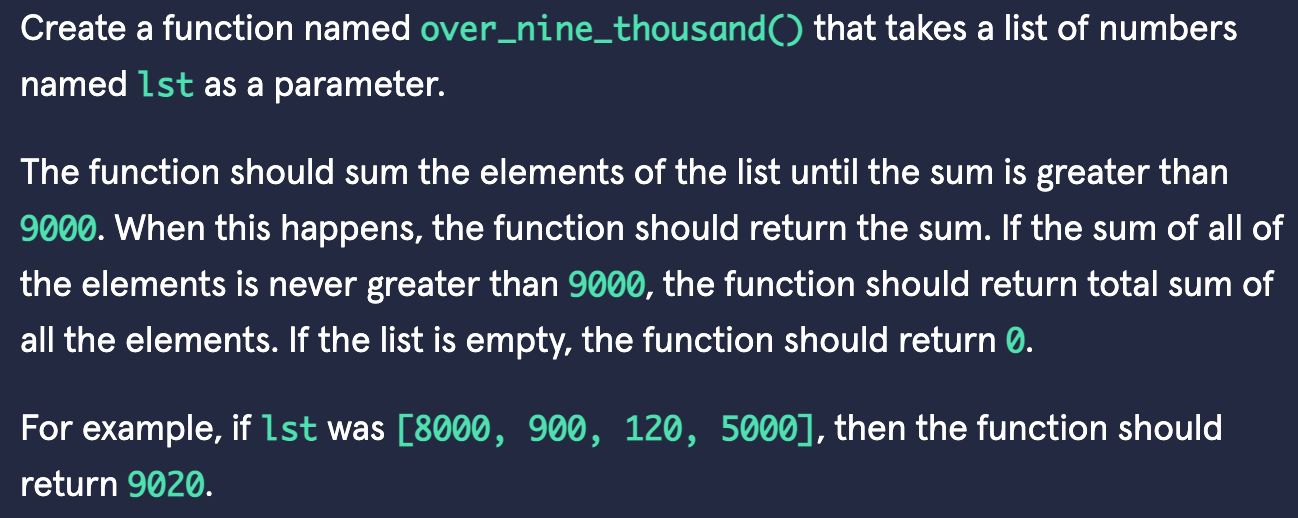 Create a function named over_nine_thousand() that takes a list of numbers
named lst as a parameter.
The function should sum the elements of the list until the sum is greater than
9000. When this happens, the function should return the sum. If the sum of all of
the elements is never greater than 9000, the function should return total sum of
all the elements. If the list is empty, the function should return 0.
For example, if lst was [8000, 900, 120, 5000], then the function should
return 9020.